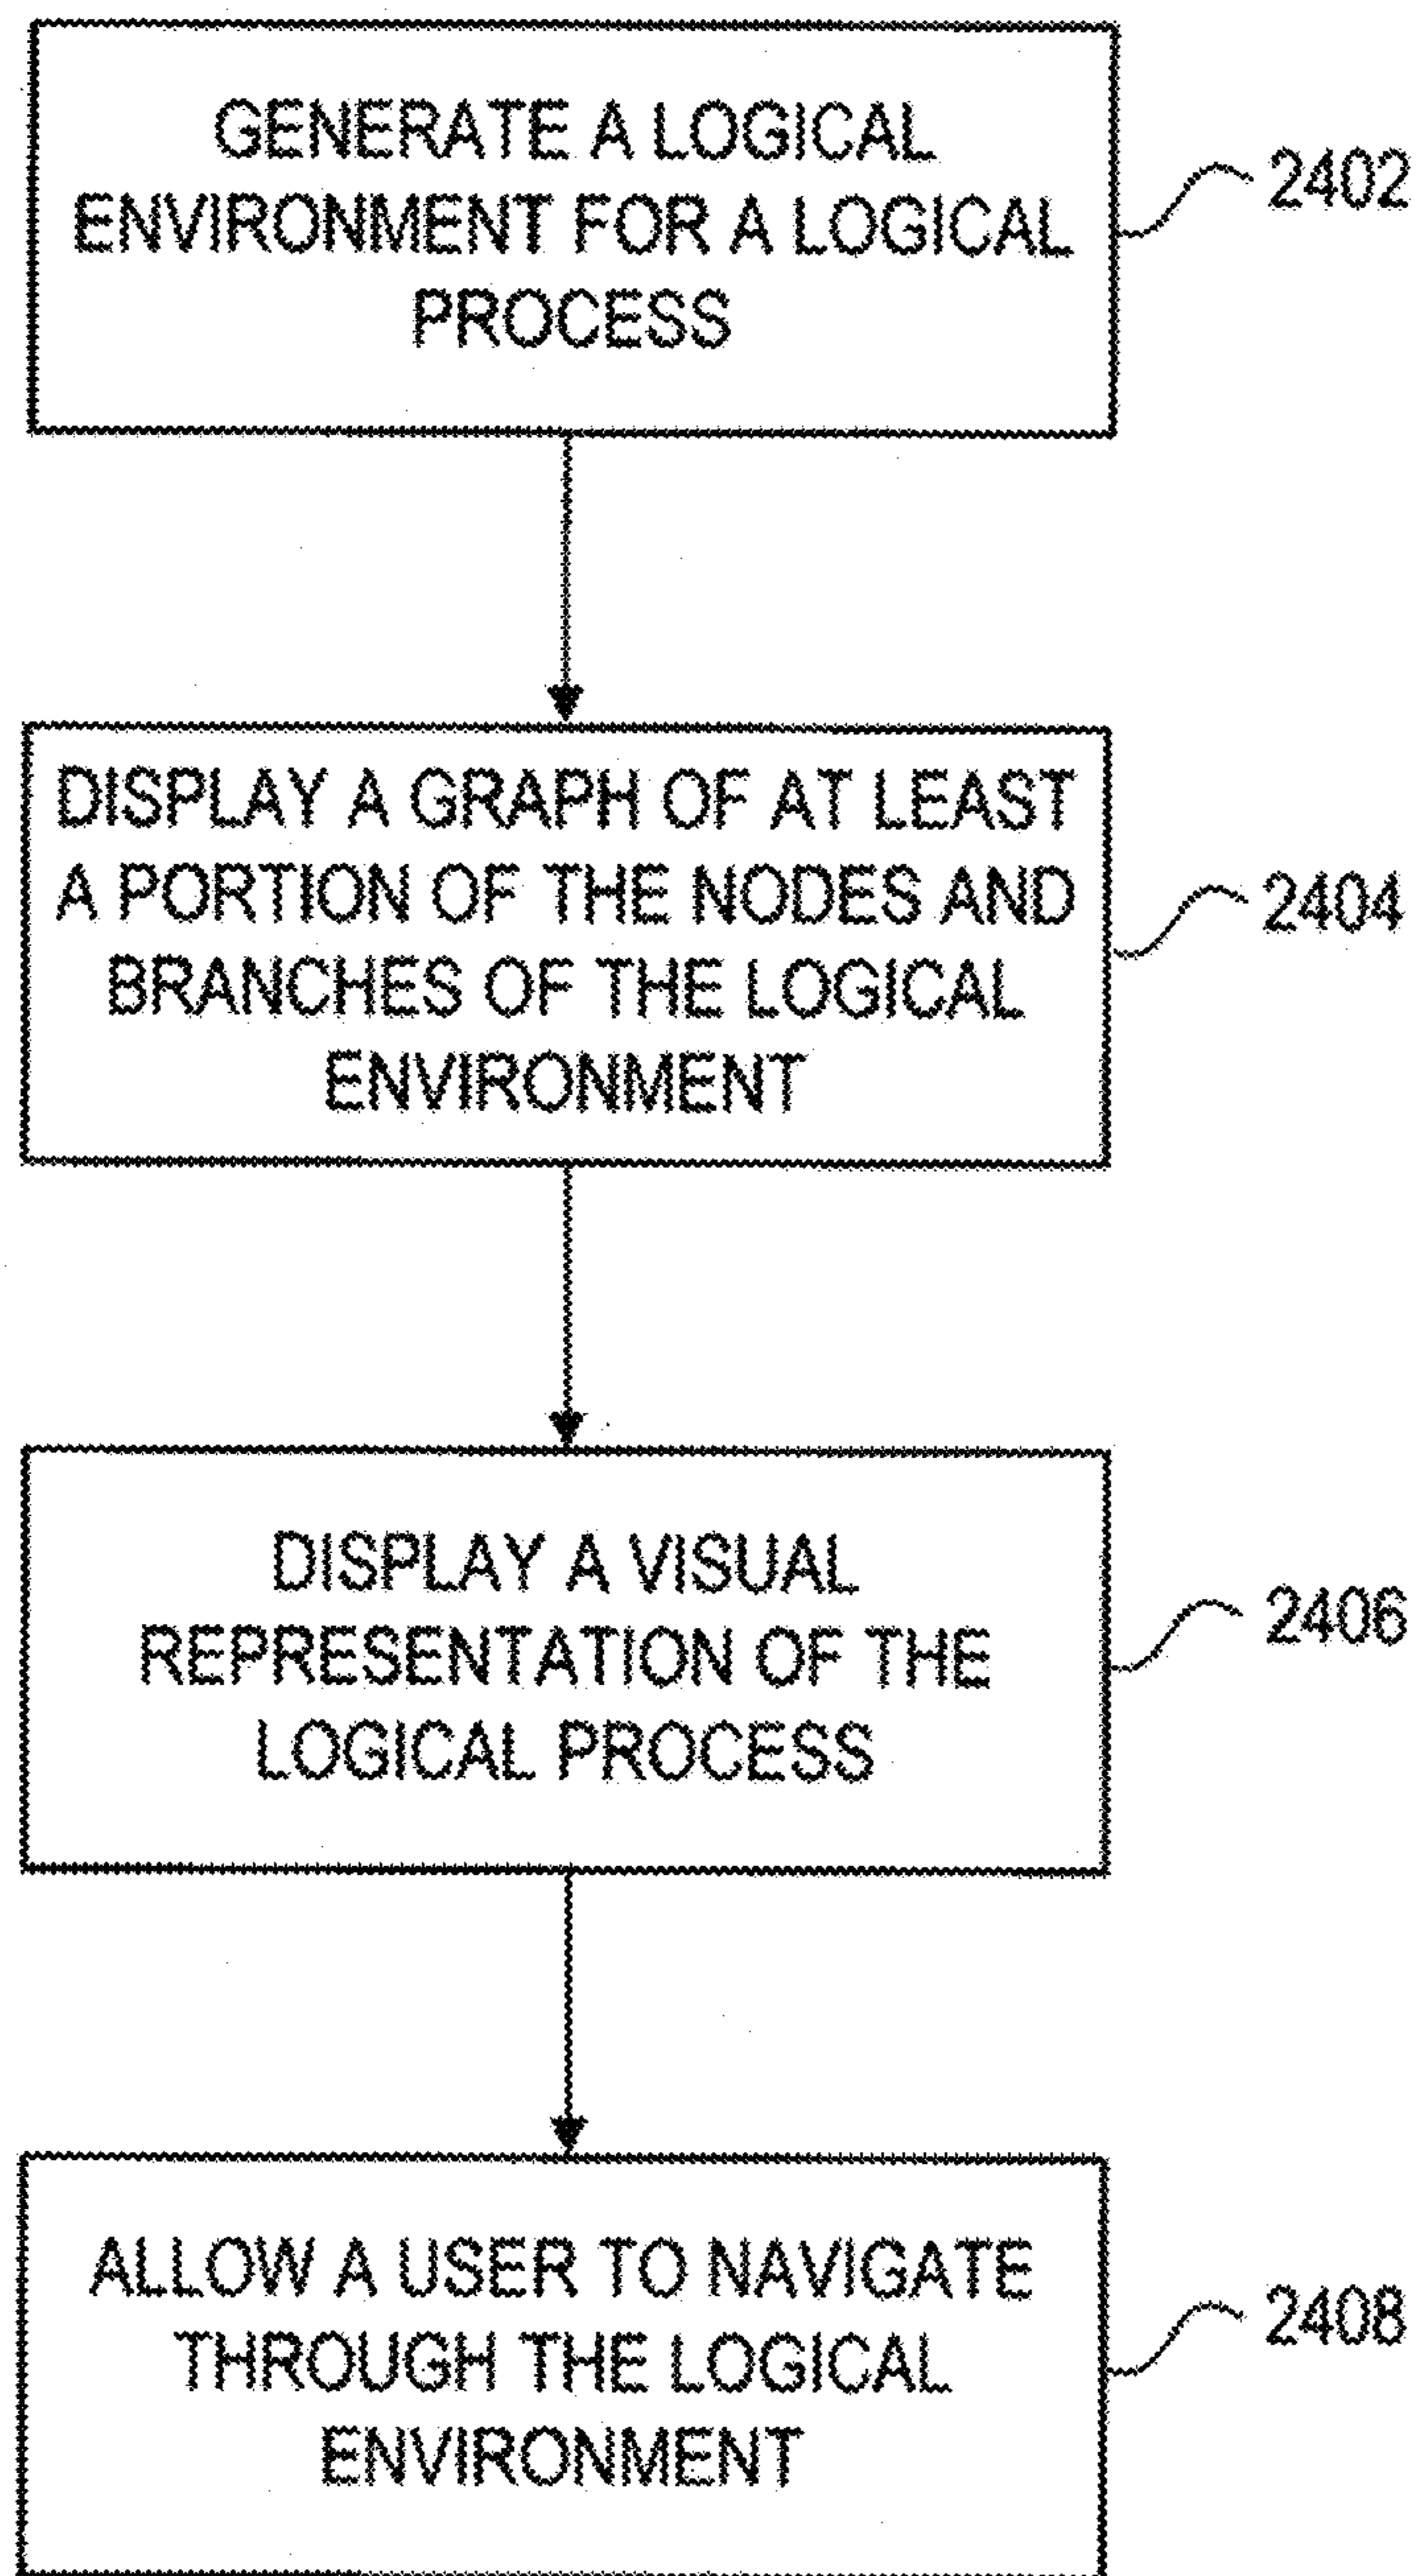 GENERATE A LOGICAL
ENVIRONMENT FOR A LOGICAL
PROCESS
2402
DISPLAY A GRAPH OF AT LEAST
A PORTION OF THE NODES AND
BRANCHES OF THE LOGICAL
ENVIRONMENT
2404
DISPLAY A VISUAL
REPRESENTATION OF THE
LOGICAL PROCESS
2406
ALLOW A USER TO NAVIGATE
THROUGH THE LOGICAL
ENVIRONMENT
2408